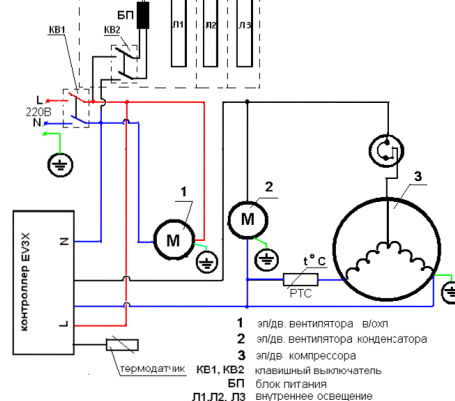 БП
Л1 Л2 Л3
КВ1 КВ2
L
220В
N
1
M
2
M
3
t°C
РТС
контроллер EV3X
N
L
термодатчик
1 эл/дв. вентилятора в/охл
2 эл/дв. вентилятора конденсатора
3 эл/дв компрессора
КВ1, КВ2 клавишный выключатель
БП блок питания
Л1,Л2, Л3 внутреннее освещение